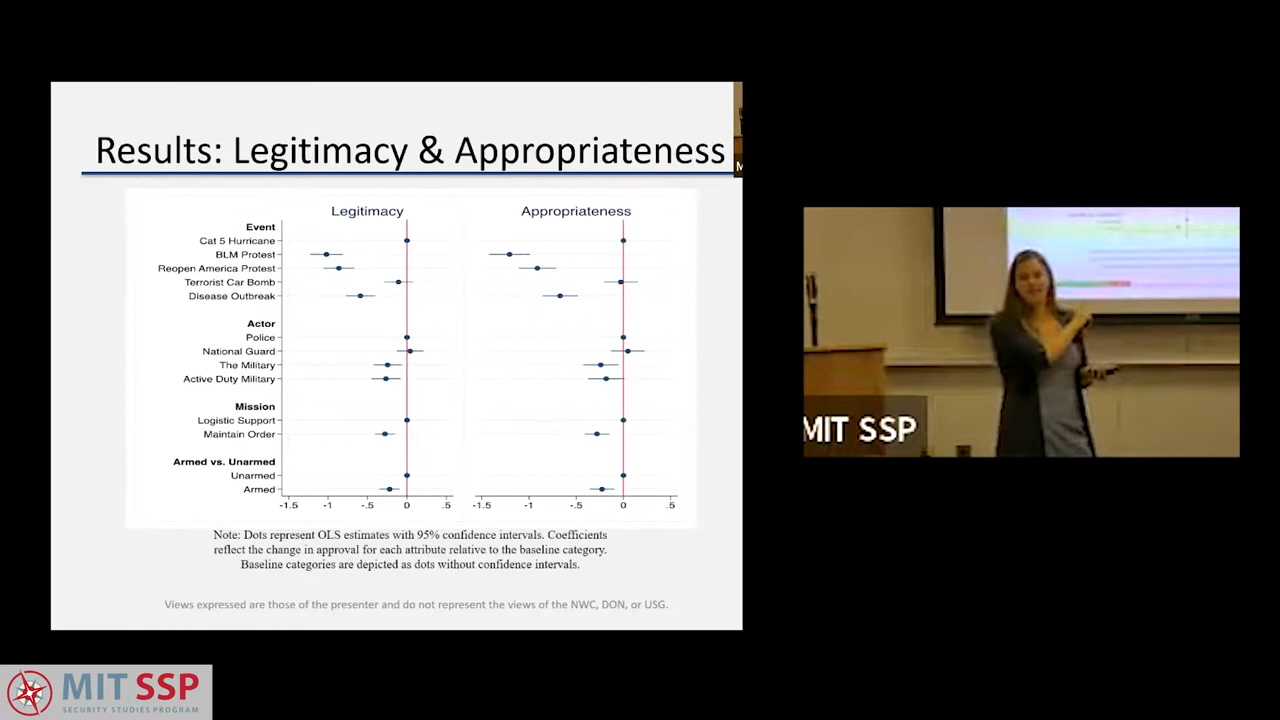 Results: Legitimacy & Appropriateness
M
Legitimacy
Appropriateness
Event
Cat 5 Hurricane
BLM Protest
Reopen America Protest
Terrorist Car Bomb
Disease Outbreak
Actor
Police
National Guard
The Military
Active Duty Military
Mission
Logistic Support
Maintain Order
Armed vs. Unarmed
Unarmed
Armed
-1.5 -1 -.5 0 .5
-1.5 -1 -.5 0 .5
Note: Dots represent OLS estimates with 95% confidence intervals. Coefficients
reflect the change in approval for each attribute relative to the baseline category.
Baseline categories are depicted as dots without confidence intervals.
Views expressed are those of the presenter and do not represent the views of the NWC, DON, or USG.
MIT SSP
MIT SSP
SECURITY STUDIES PROGRAM